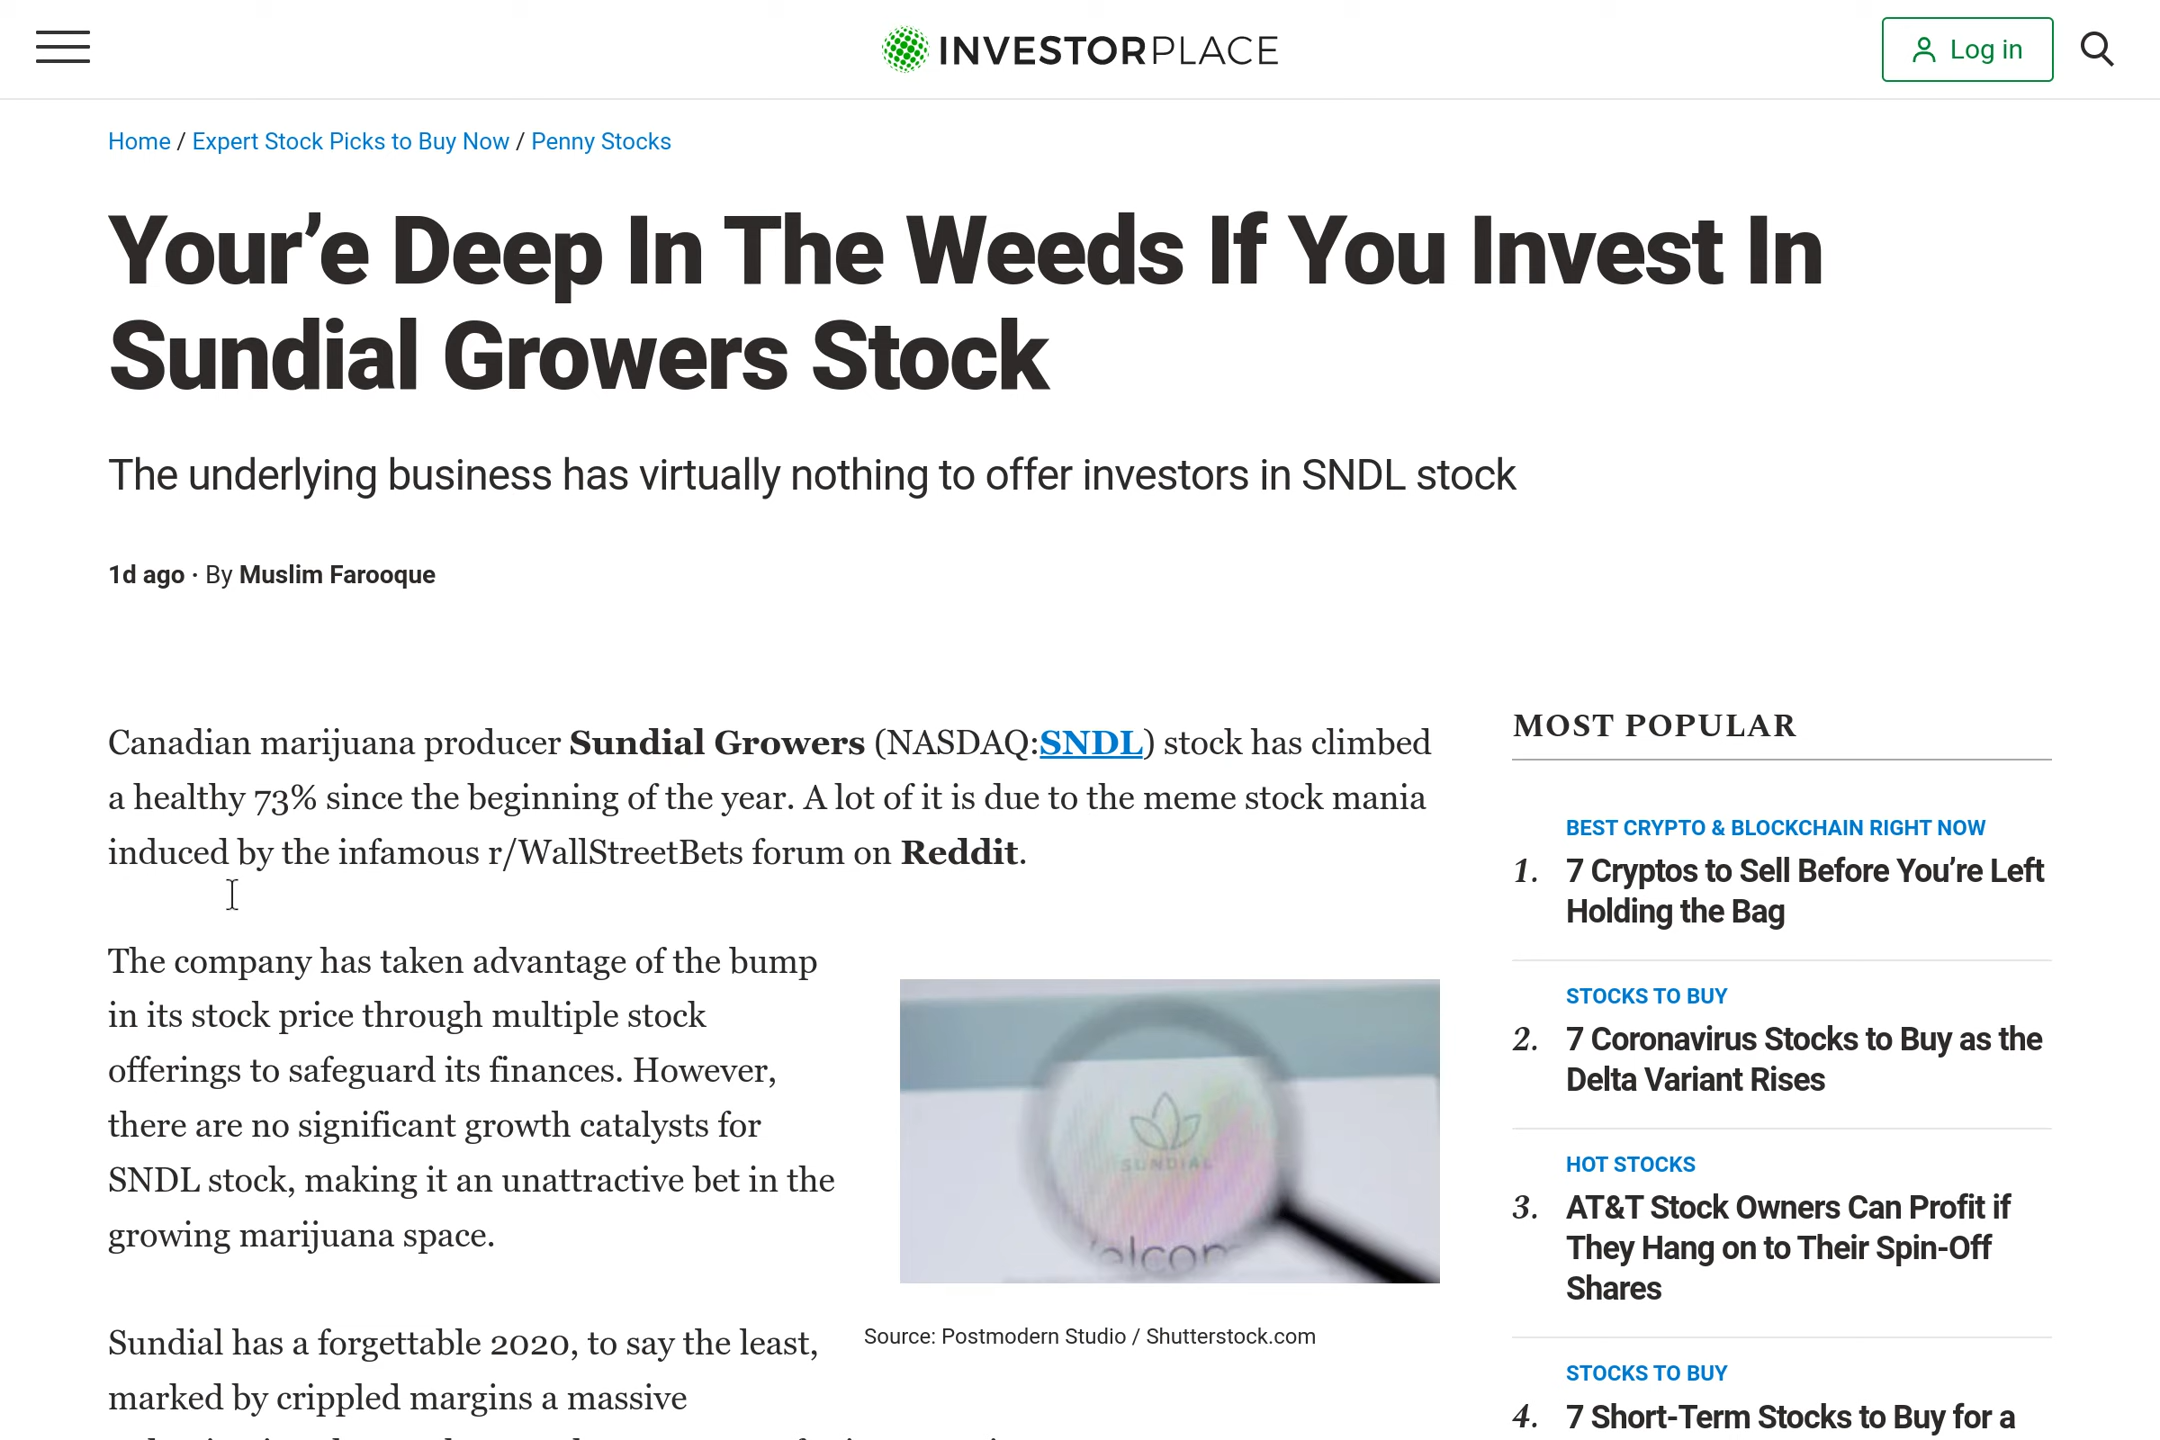 INVESTORPLACE
Log in
Home / Expert Stock Picks to Buy Now / Penny Stocks
Your’e Deep In The Weeds If You Invest In
Sundial Growers Stock
The underlying business has virtually nothing to offer investors in SNDL stock
1d ago · By Muslim Farooque
Canadian marijuana producer Sundial Growers (NASDAQ:SNDL) stock has climbed
a healthy 73% since the beginning of the year. A lot of it is due to the meme stock mania
induced by the infamous r/WallStreetBets forum on Reddit.
The company has taken advantage of the bump
in its stock price through multiple stock
offerings to safeguard its finances. However,
there are no significant growth catalysts for
SNDL stock, making it an unattractive bet in the
growing marijuana space.
SUNDIAL
Source: Postmodern Studio / Shutterstock.com
Sundial has a forgettable 2020, to say the least,
marked by crippled margins a massive
MOST POPULAR
BEST CRYPTO & BLOCKCHAIN RIGHT NOW
1. 7 Cryptos to Sell Before You’re Left
Holding the Bag
STOCKS TO BUY
2. 7 Coronavirus Stocks to Buy as the
Delta Variant Rises
HOT STOCKS
3. AT&T Stock Owners Can Profit if
They Hang on to Their Spin-Off
Shares
STOCKS TO BUY
4. 7 Short-Term Stocks to Buy for a